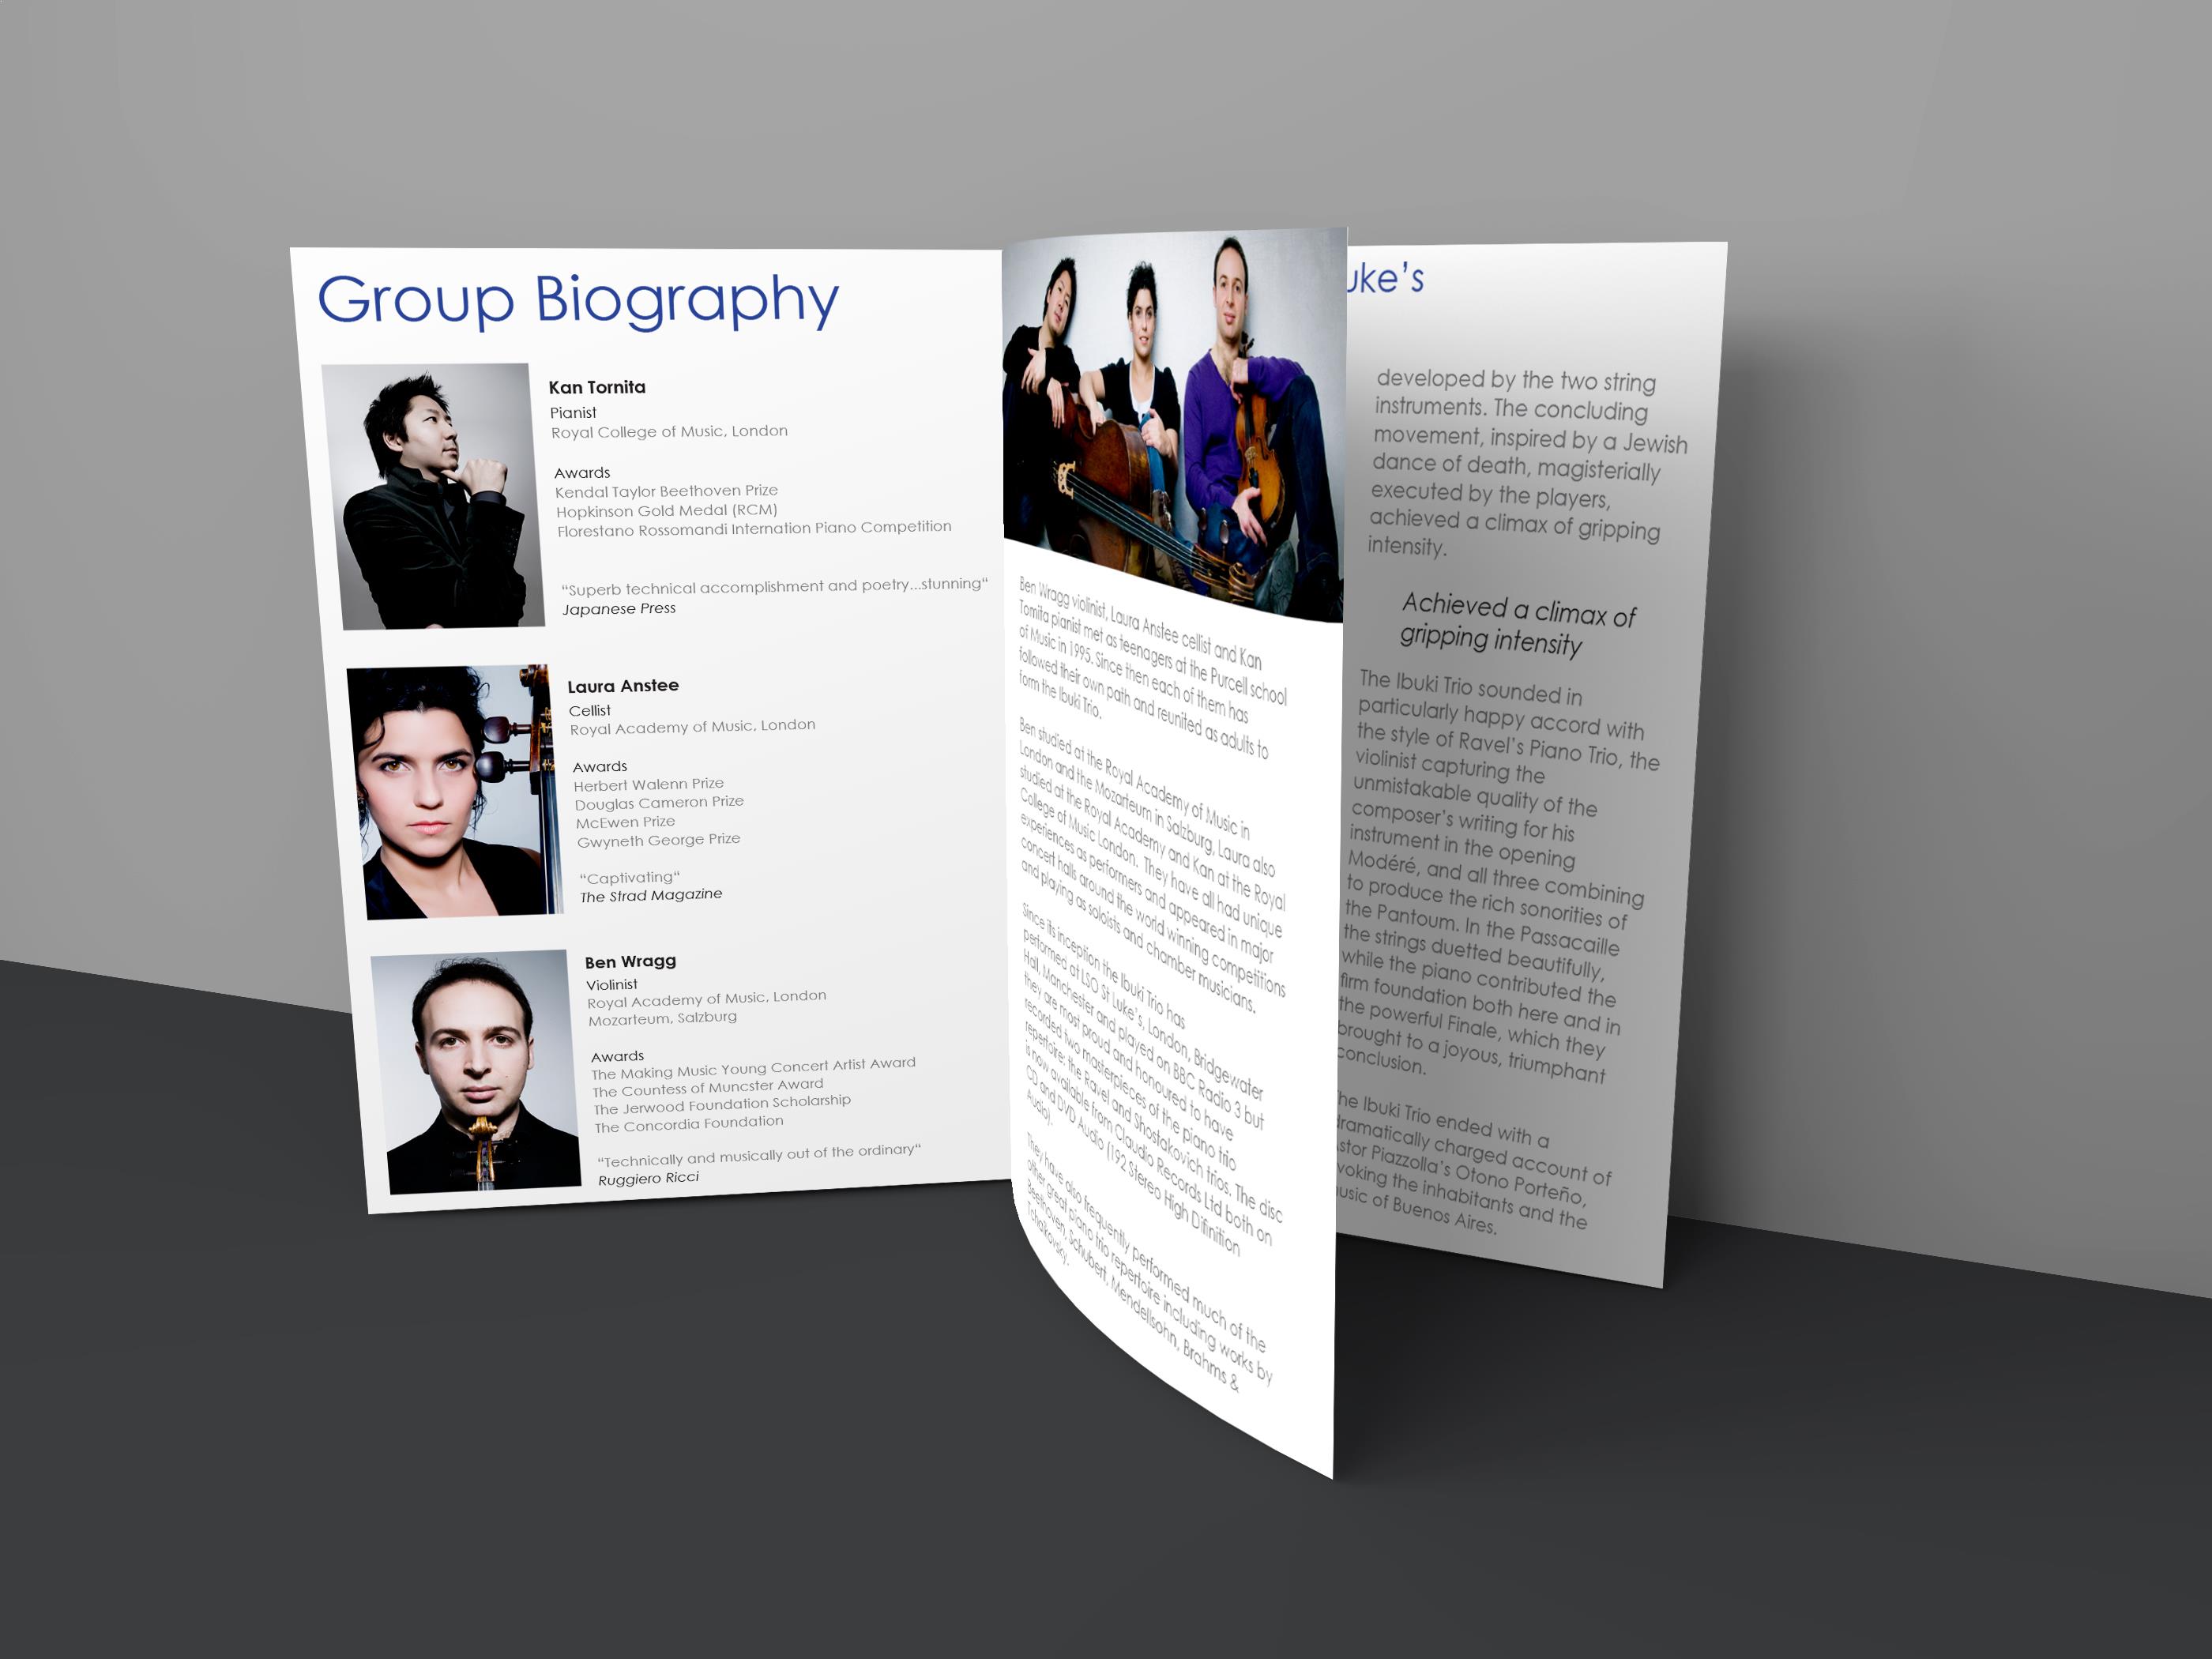 Group Biography
Kan Tornita
Pianist
Royal College of Music, London
Awards
Kendal Taylor Beethoven Prize
Hopkinson Gold Medal (RCM)
Florestano Rossomandi Internation Piano Competition
“Superb technical accomplishment and poetry...stunning“
Japanese Press
Laura Anstee
Cellist
Royal Academy of Music, London
Awards
Herbert Walenn Prize
Douglas Cameron Prize
McEwen Prize
Gwyneth George Prize
“Captivating“
The Strad Magazine
Ben Wragg
Violinist
Royal Academy of Music, London
Mozarteum, Salzburg
Awards
The Making Music Young Concert Artist Award
The Countess of Muncster Award
The Jerwood Foundation Scholarship
The Concordia Foundation
“Technically and musically out of the ordinary“
Ruggiero Ricci
Ben Wragg violinist, Laura Anstee cellist and Kan
Tomita pianist met as teenagers at the Purcell school
of Music in 1995. Since then each of them has
followed their own path and reunited as adults to
form the Ibuki Trio.
Ben studied at the Royal Academy of Music in
London and the Mozarteum in Salzburg, Laura also
studied at the Royal Academy and Kan at the Royal
College of Music London. They have all had unique
experiences as performers and appeared in major
concert halls around the world winning competitions
and playing as soloists and chamber musicians.
Since its inception the Ibuki Trio has
performed at LSO St Luke's, London, Bridgewater
Hall, Manchester and played on BBC Radio 3 but
they are most proud and honoured to have
recorded two masterpieces of the piano trio
repertoire: the Ravel and Shostakovich trios. The disc
is now available from Claudio Records Ltd both on
CD and DVD Audio (192 Stereo High Difinition
Audio).
They have also frequently performed much of the
other great piano trio repertoire including works by
Beethoven, Schubert, Mendellsohn, Brahms &
Tchaikovsky.
uke's
developed by the two string
instruments. The concluding
movement, inspired by a Jewish
dance of death, magisterially
executed by the players,
achieved a climax of gripping
intensity.
Achieved a climax of
gripping intensity
The Ibuki Trio sounded in
particularly happy accord with
the style of Ravel's Piano Trio, the
violinist capturing the
unmistakable quality of the
composer's writing for his
instrument in the opening
Modéré, and all three combining
to produce the rich sonorities of
the Pantoum. In the Passacaille
the strings duetted beautifully,
while the piano contributed the
firm foundation both here and in
the powerful Finale, which they
brought to a joyous, triumphant
conclusion.
he Ibuki Trio ended with a
dramatically charged account of
stor Piazzolla's Otono Porteño,
voking the inhabitants and the
usic of Buenos Aires.